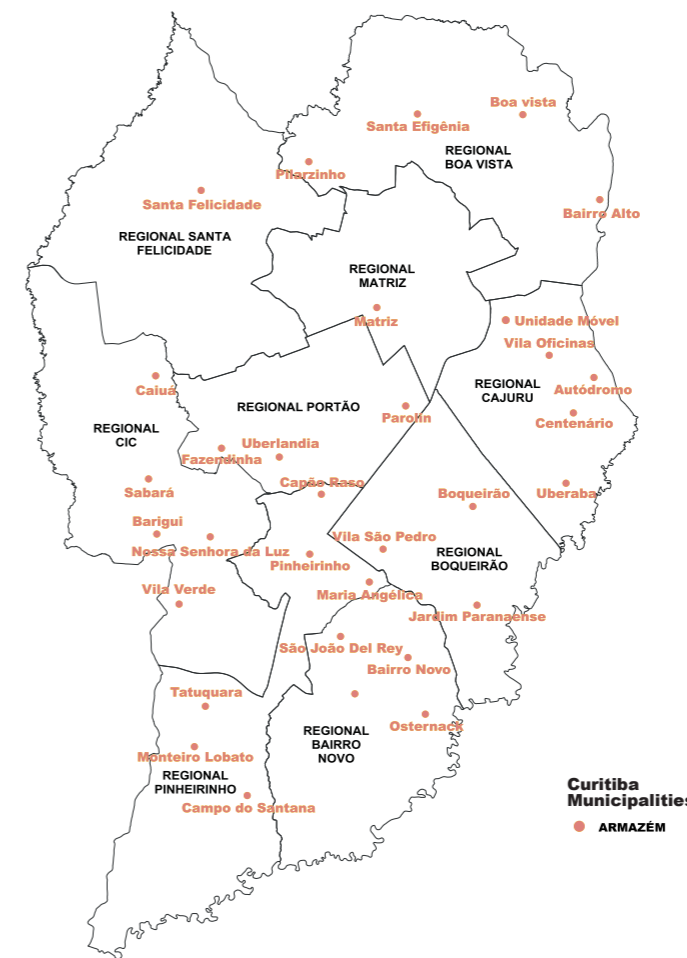 Boa vista
Santa Efigênia
REGIONAL
BOA VISTA
Pilarzinho
Santa Felicidade
Bairro Alto
REGIONAL SANTA
FELICIDADE
REGIONAL
MATRIZ
Matriz
Unidade Móvel
Vila Oficinas
Caiuá
REGIONAL
CAJURU
Autódromo
REGIONAL PORTÃO
Parolin
Centenário
REGIONAL
CIC
Uberlandia
Fazendinha
Capão Raso
Sabará
Boqueirão
Uberaba
Barigui
Nossa Senhora da Luz
Vila São Pedro
Pinheirinho
REGIONAL
BOQUEIRÃO
Vila Verde
Maria Angélica
Jardim Paranaense
São João Del Rey
Bairro Novo
Tatuquara
Osternack
REGIONAL
BAIRRO
NOVO
Monteiro Lobato
REGIONAL
PINHEIRINHO
Campo do Santana
Curitiba
Municipalities
ARMAZÉM